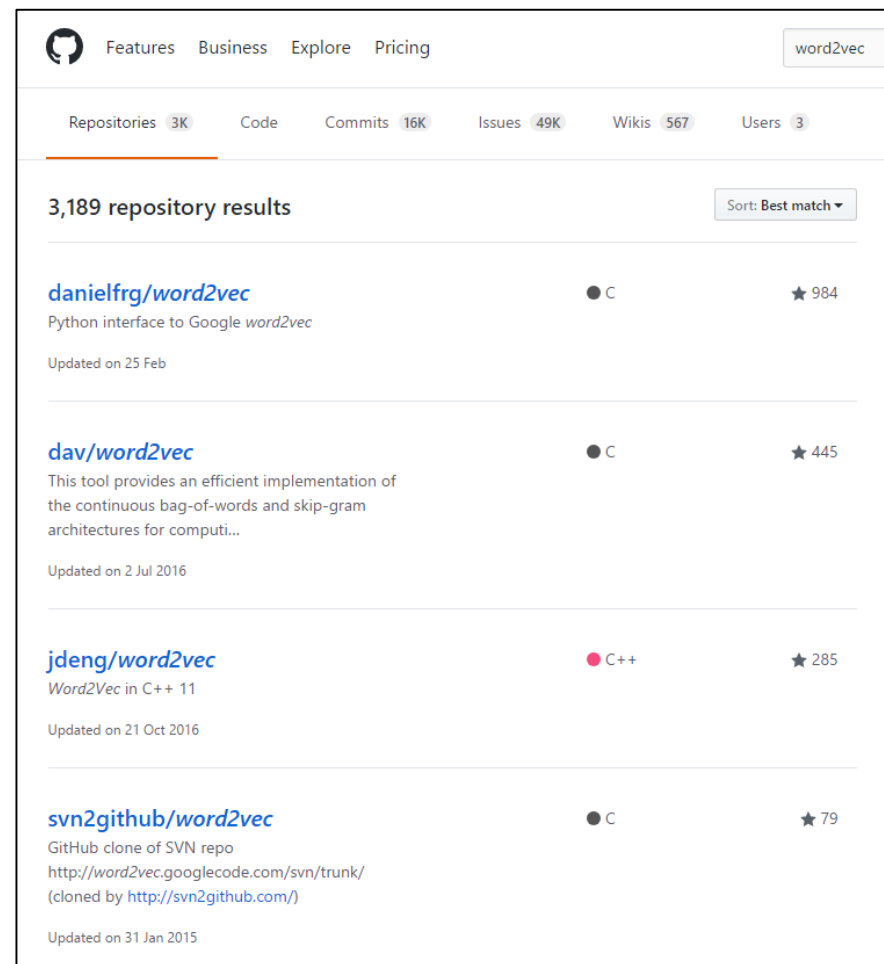 Features Business Explore Pricing word2vec
Repositories 3K Code Commits 16K Issues 49K Wikis 567 Users 3
3,189 repository results Sort: Best match
danielfrg/word2vec C 984
Python interface to Google word2vec
Updated on 25 Feb
dav/word2vec C 445
This tool provides an efficient implementation of
the continuous bag-of-words and skip-gram
architectures for computi...
Updated on 2 Jul 2016
jdeng/word2vec C++ 285
Word2Vec in C++ 11
Updated on 21 Oct 2016
svn2github/word2vec C 79
GitHub clone of SVN repo
http://word2vec.googlecode.com/svn/trunk/
(cloned by http://svn2github.com/)
Updated on 31 Jan 2015